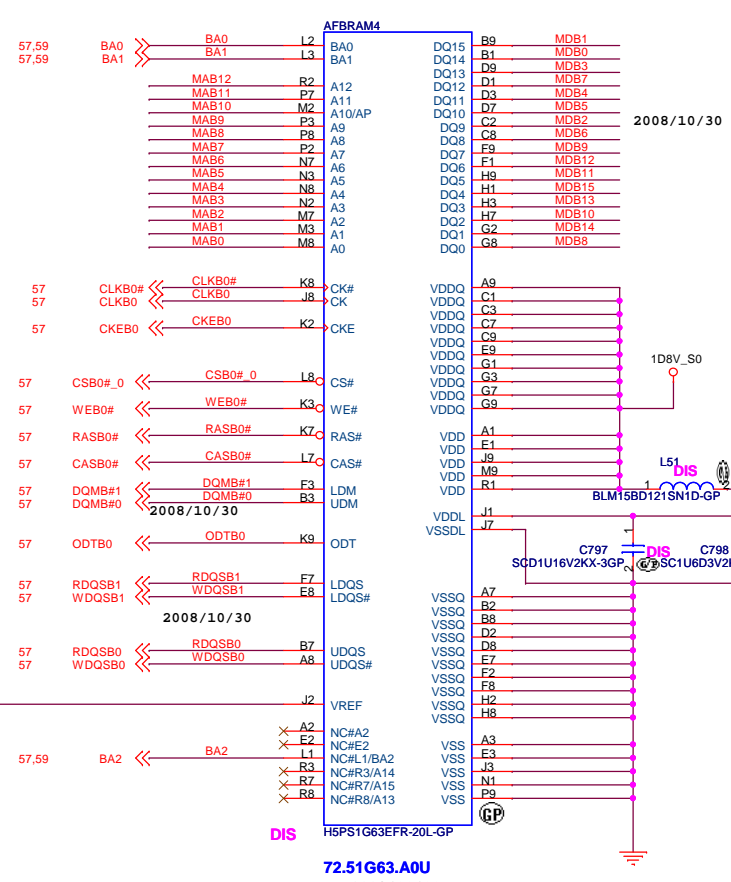 AFBRAM4
57,59 BA0 BA0 L2 BA0 DQ15 B9 MDB1
57,59 BA1 BA1 L3 BA1 DQ14 B1 MDB0
DQ13 D9 MDB3
MAB12 R2 A12 DQ12 D1 MDB7
MAB11 P7 A11 DQ11 D3 MDB4
MAB10 M2 A10/AP DQ10 D7 MDB5
MAB9 P3 A9 DQ9 C2 MDB2 2008/10/30
MAB8 P8 A8 DQ8 C8 MDB6
MAB7 P2 A7 DQ7 F9 MDB9
MAB6 N7 A6 DQ6 F1 MDB12
MAB5 N3 A5 DQ5 H9 MDB11
MAB4 N8 A4 DQ4 H1 MDB15
MAB3 N2 A3 DQ3 H3 MDB13
MAB2 M7 A2 DQ2 H7 MDB10
MAB1 M3 A1 DQ1 G2 MDB14
MAB0 M8 A0 DQ0 G8 MDB8
57 CLKB0# CLKB0# K8 CK# VDDQ A9
57 CLKB0 CLKB0 J8 CK VDDQ C1
VDDQ C3
57 CKEB0 CKEB0 K2 CKE VDDQ C7
VDDQ C9
VDDQ E9
VDDQ G1 1D8V_S0
57 CSB0#_0 CSB0#_0 L8 CS# VDDQ G3
VDDQ G7
57 WEB0# WEB0# K3 WE# VDDQ G9
57 RASB0# RASB0# K7 RAS# VDD A1
VDD E1
57 CASB0# CASB0# L7 CAS# VDD J9 L51
VDD M9 DIS
57 DQMB#1 DQMB#1 F3 LDM VDD R1 1 2
57 DQMB#0 DQMB#0 B3 UDM BLM15BD121SN1D-GP
2008/10/30
VDDL J1
VSSDL J7 1
57 ODTB0 ODTB0 K9 ODT
C797 DIS C798
SCD1U16V2KX-3GP 2 G/P SC1U6D3V2K
57 RDQSB1 RDQSB1 F7 LDQS
57 WDQSB1 WDQSB1 E8 LDQS# VSSQ A7
VSSQ B2
2008/10/30 VSSQ B8
VSSQ D2
57 RDQSB0 RDQSB0 B7 UDQS VSSQ D8
57 WDQSB0 WDQSB0 A8 UDQS# VSSQ E7
VSSQ F2
VSSQ F8
J2 VREF VSSQ H2
VSSQ H8
A2 NC#A2
E2 NC#E2 VSS A3
57,59 BA2 BA2 L1 NC#L1/BA2 VSS E3
R3 NC#R3/A14 VSS J3
R7 NC#R7/A15 VSS N1
R8 NC#R8/A13 VSS P9
GP
DIS H5PS1G63EFR-20L-GP
72.51G63.A0U